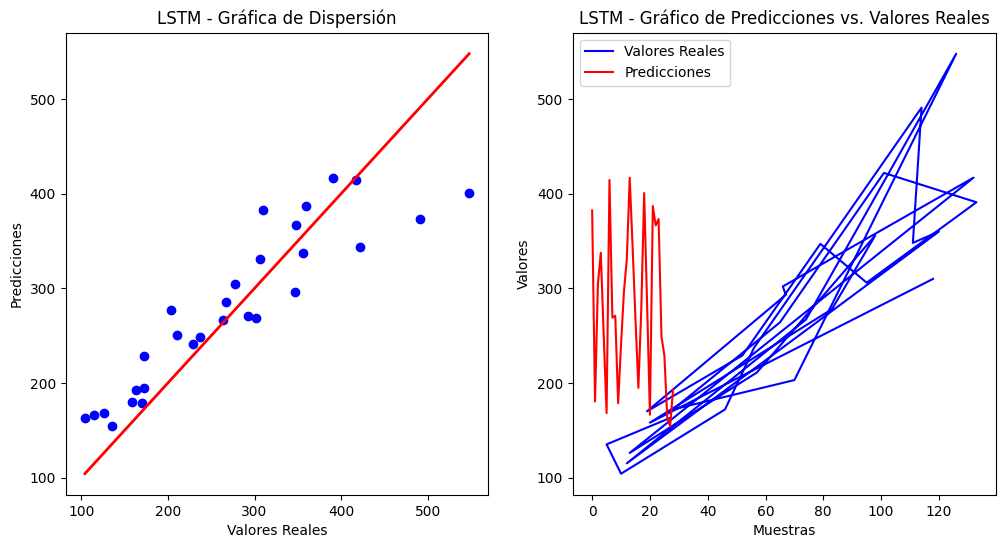 LSTM - Gráfica de Dispersión
500
400
300
200
100
Predicciones
100 200 300 400 500
Valores Reales
LSTM - Gráfico de Predicciones vs. Valores Reales
Valores Reales
Predicciones
500
400
300
200
100
Valores
0 20 40 60 80 100 120
Muestras